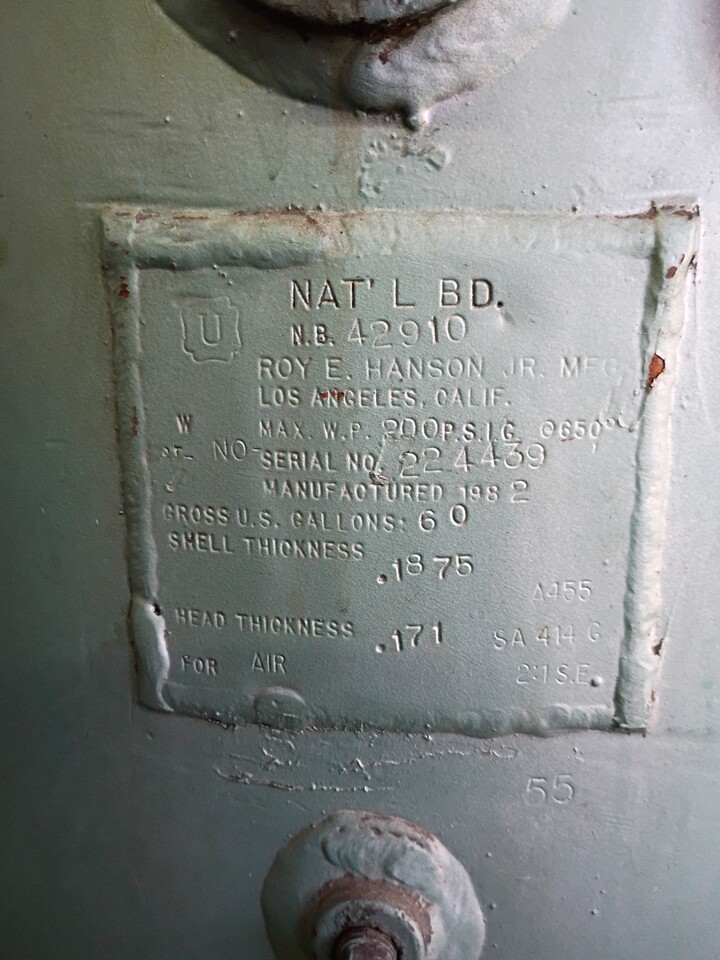 NAT'L BD.
U
N.B. 42910
ROY E. HANSON JR. MFG
LOS ANGELES, CALIF.
W
MAX. W.P. 200 P.S.I.G. @650°
NO-
SERIAL NO. 224439
MANUFACTURED 1982
GROSS U.S. GALLONS: 60
SHELL THICKNESS
.1875
A455
HEAD THICKNESS .171 SA 414 G
FOR AIR 2:1 S.E.
55